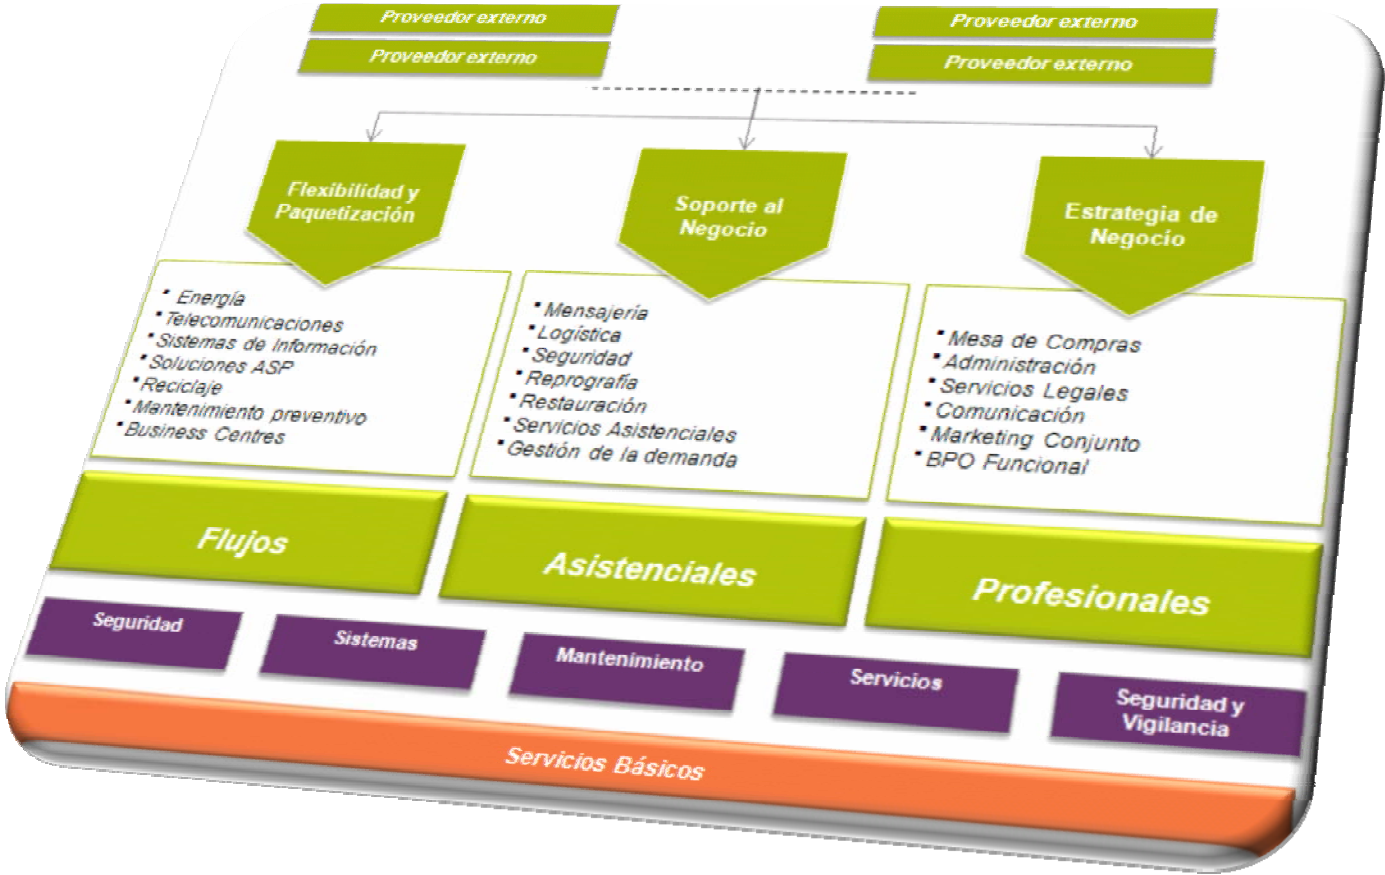 Proveedor externo
Proveedor externo
Proveedor externo
Proveedor externo
Flexibilidad y
Paquetización
Soporte al
Negocio
Estrategia de
Negocio
Energía
Telecomunicaciones
Sistemas de Información
Soluciones ASP
Reciclaje
Mantenimiento preventivo
Business Centres
Mensajería
Logística
Seguridad
Reprografía
Restauración
Servicios Asistenciales
Gestión de la demanda
Mesa de Compras
Administración
Servicios Legales
Comunicación
Marketing Conjunto
BPO Funcional
Flujos
Asistenciales
Profesionales
Seguridad
Sistemas
Mantenimiento
Servicios
Seguridad y
Vigilancia
Servicios Básicos